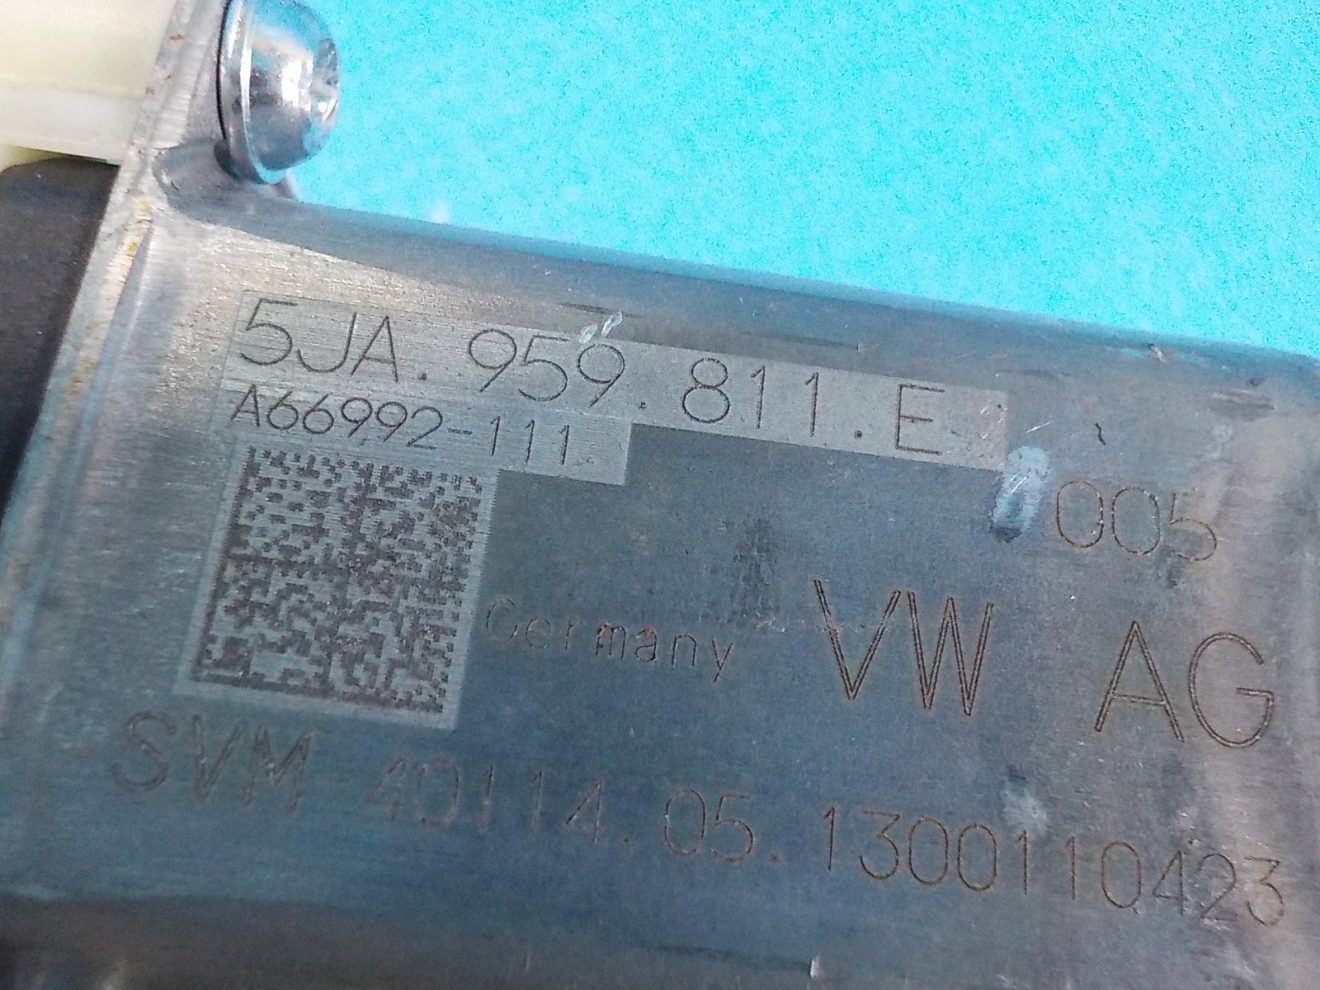 5JA.959.811.E
A66992-111
005
Germany VW AG
SVM 40114.05.1300110423